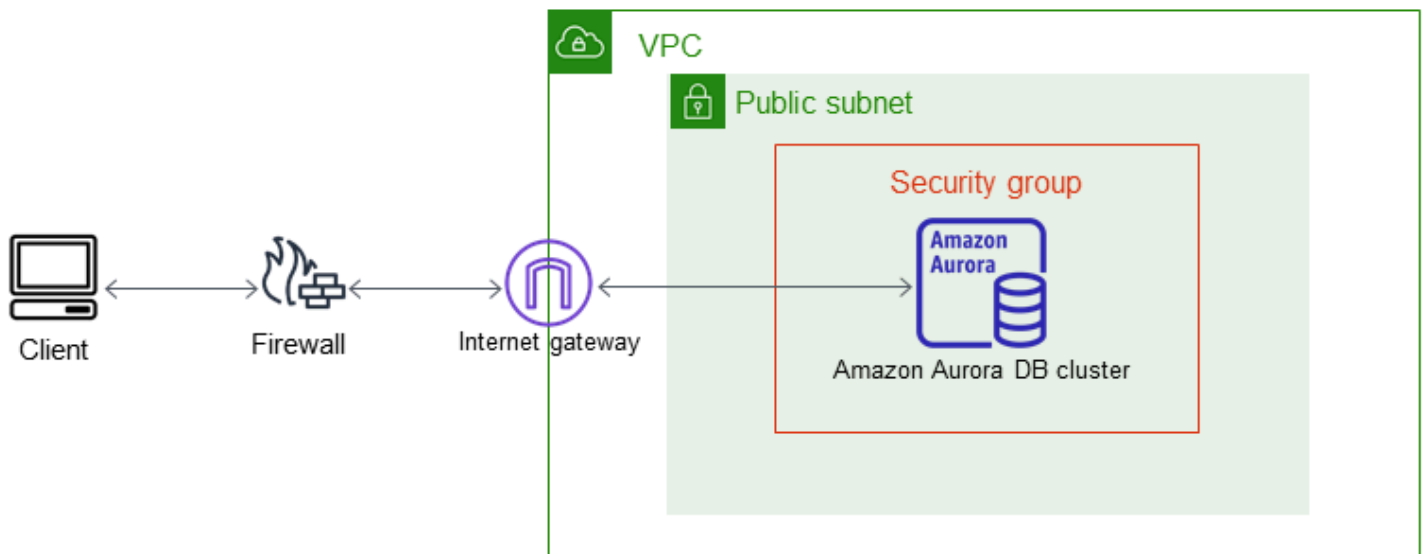 VPC
Public subnet
Security group
Amazon
Aurora
Client
Firewall
Internet gateway
Amazon Aurora DB cluster